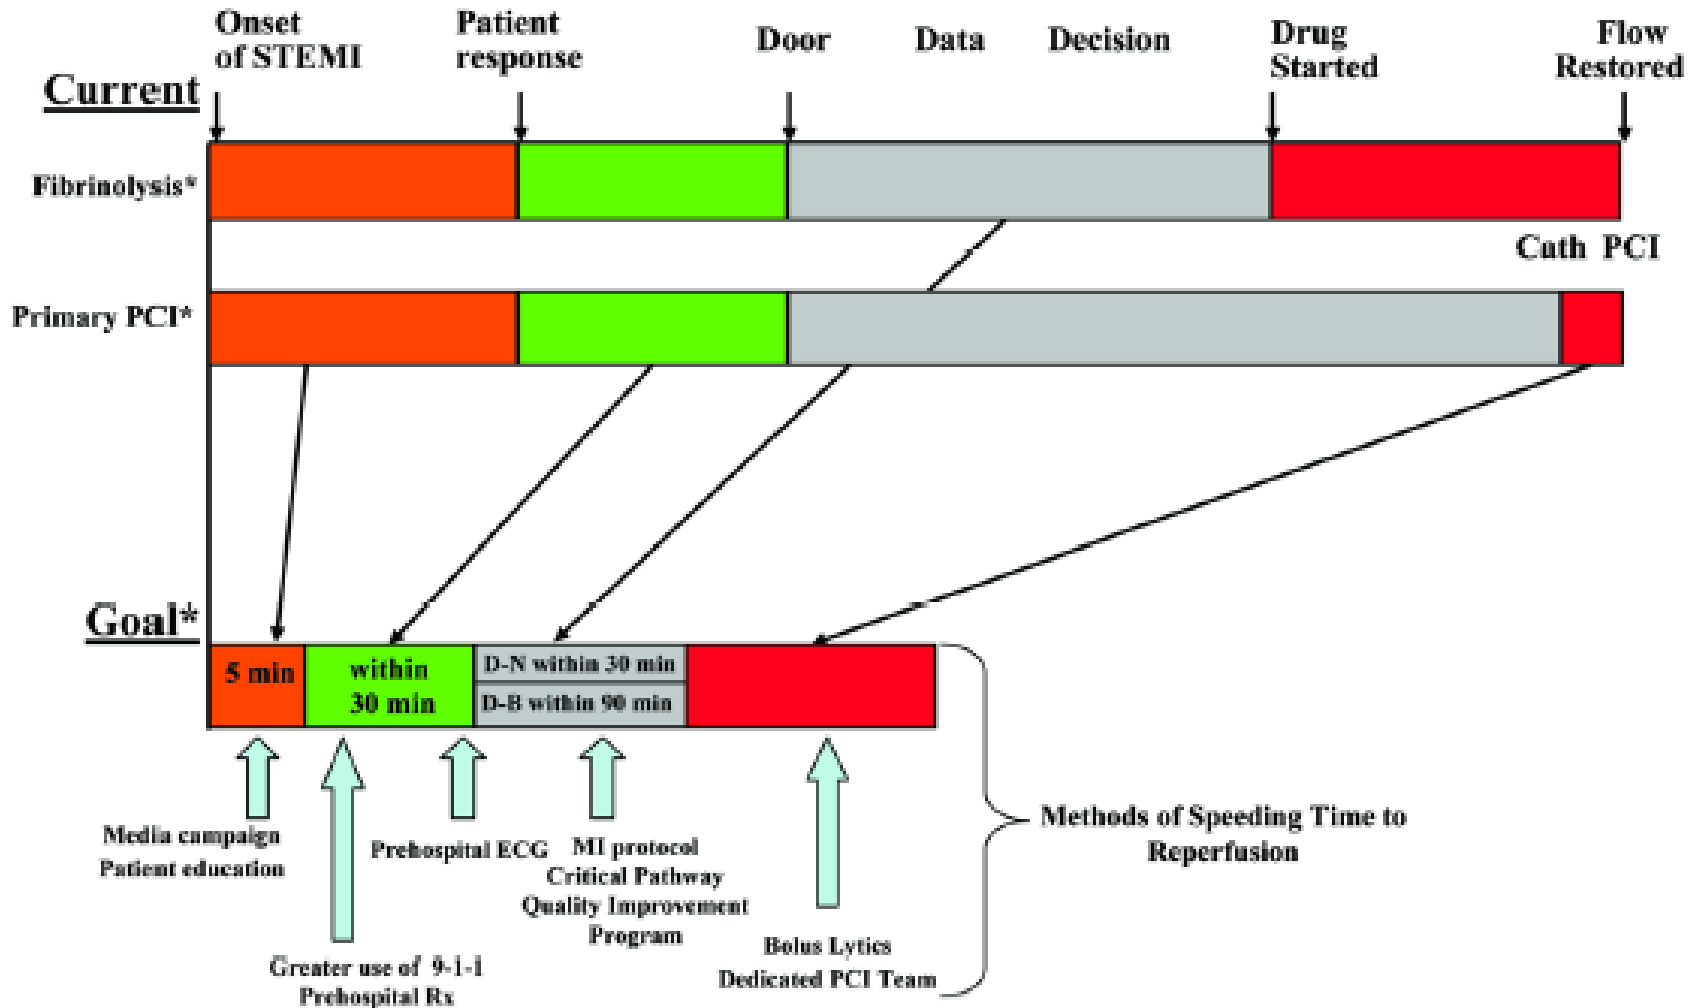 Onset
of STEMI
Patient
response
Door
Data
Decision
Drug
Started
Flow
Restored
Current
Fibrinolysis*
Cath PCI
Primary PCI*
Goal*
5 min
within
30 min
D-N within 30 min
D-B within 90 min
Media campaign
Patient education
Prehospital ECG
MI protocol
Critical Pathway
Quality Improvement
Program
Greater use of 9-1-1
Prehospital Rx
Bolus Lytics
Dedicated PCI Team
Methods of Speeding Time to
Reperfusion